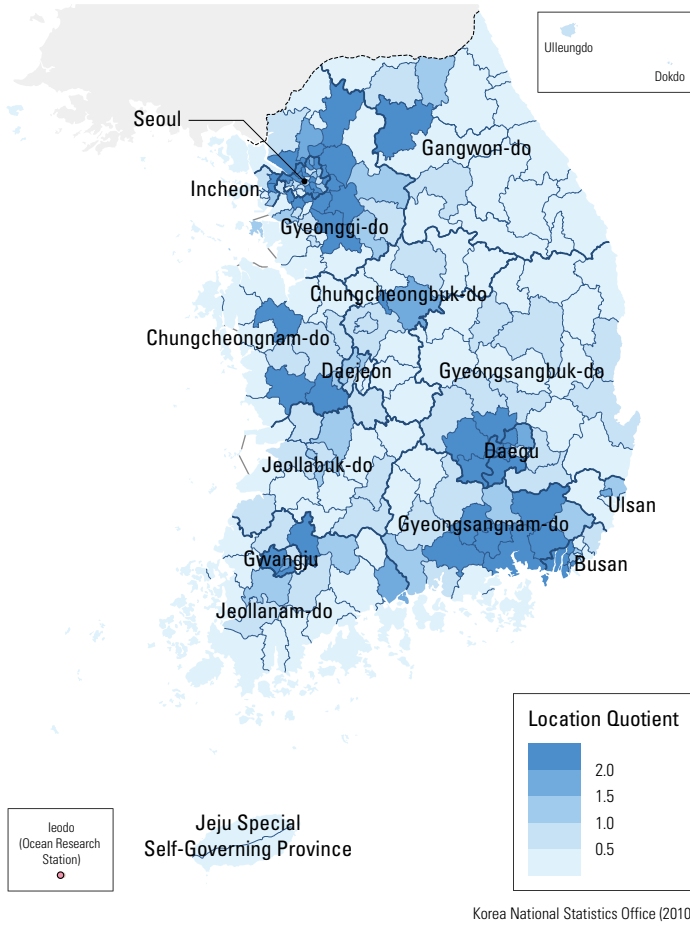 Ulleungdo
Dokdo
Seoul
Gangwon-do
Incheon
Gyeonggi-do
Chungcheongbuk-do
Chungcheongnam-do
Daejeon
Gyeongsangbuk-do
Daegu
Jeollabuk-do
Ulsan
Gyeongsangnam-do
Gwangju
Busan
Jeollanam-do
Location Quotient
2.0
1.5
1.0
0.5
Ieodo
(Ocean Research
Station)
Jeju Special
Self-Governing Province
Korea National Statistics Office (2010